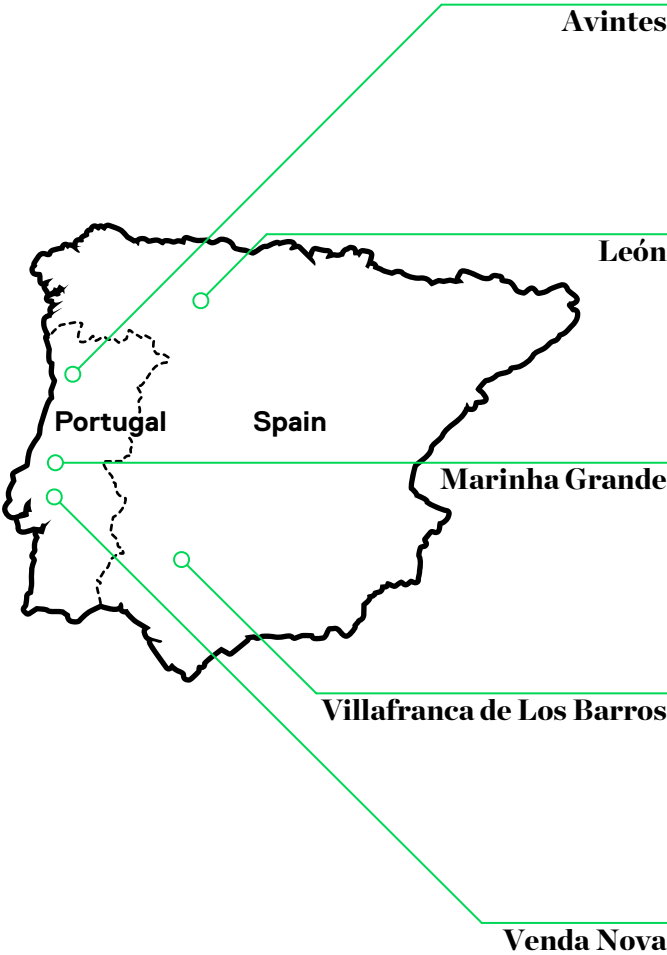 Avintes
León
Portugal
Spain
Marinha Grande
Villafranca de Los Barros
Venda Nova